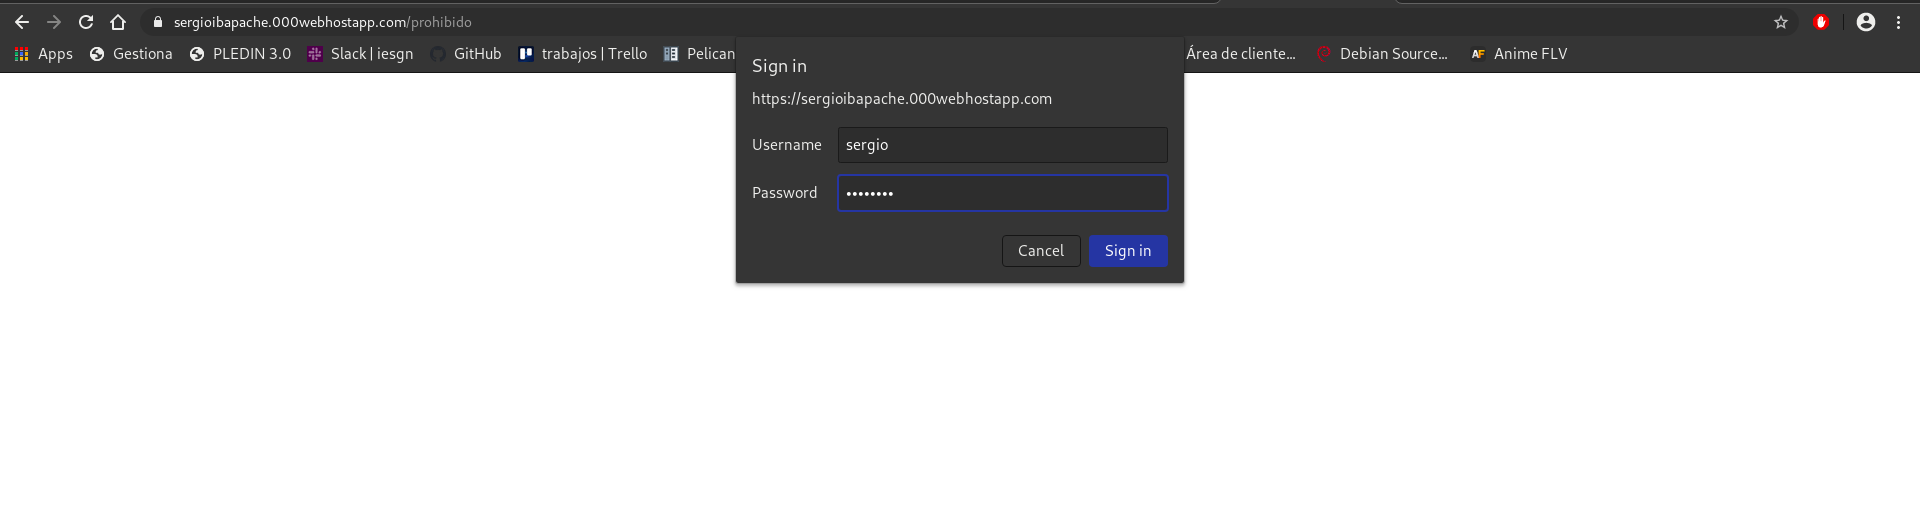 sergioibapache.000webhostapp.com/prohibido
Apps Gestiona PLEDIN 3.0 Slack | iesgn GitHub trabajos | Trello Pelican Área de cliente... Debian Source... AF Anime FLV
Sign in
https://sergioibapache.000webhostapp.com
Username sergio
Password ••••••••
Cancel Sign in